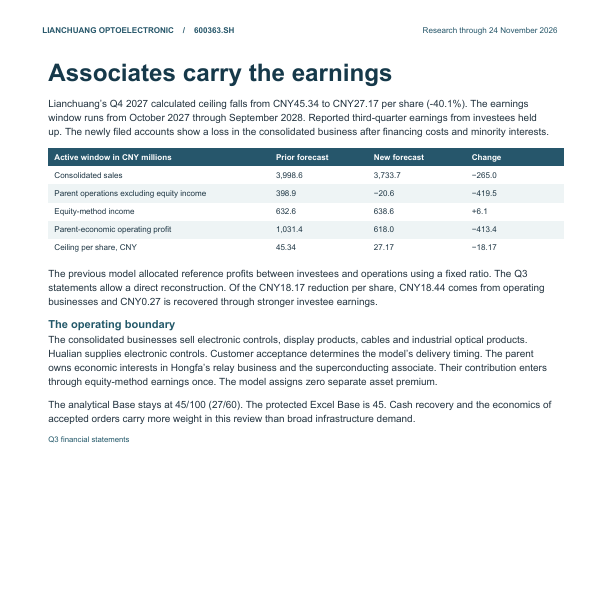 LIANCHUANG OPTOELECTRONIC / 600363.SH Research through 24 November 2026
Associates carry the earnings
Lianchuang's Q4 2027 calculated ceiling falls from CNY45.34 to CNY27.17 per share (-40.1%). The earnings
window runs from October 2027 through September 2028. Reported third-quarter earnings from investees held
up. The newly filed accounts show a loss in the consolidated business after financing costs and minority interests.
Active window in CNY millions Prior forecast New forecast Change
Consolidated sales 3,998.6 3,733.7 −265.0
Parent operations excluding equity income 398.9 −20.6 −419.5
Equity-method income 632.6 638.6 +6.1
Parent-economic operating profit 1,031.4 618.0 −413.4
Ceiling per share, CNY 45.34 27.17 −18.17
The previous model allocated reference profits between investees and operations using a fixed ratio. The Q3
statements allow a direct reconstruction. Of the CNY18.17 reduction per share, CNY18.44 comes from operating
businesses and CNY0.27 is recovered through stronger investee earnings.
The operating boundary
The consolidated businesses sell electronic controls, display products, cables and industrial optical products.
Hualian supplies electronic controls. Customer acceptance determines the model's delivery timing. The parent
owns economic interests in Hongfa's relay business and the superconducting associate. Their contribution enters
through equity-method earnings once. The model assigns zero separate asset premium.
The analytical Base stays at 45/100 (27/60). The protected Excel Base is 45. Cash recovery and the economics of
accepted orders carry more weight in this review than broad infrastructure demand.
Q3 financial statements